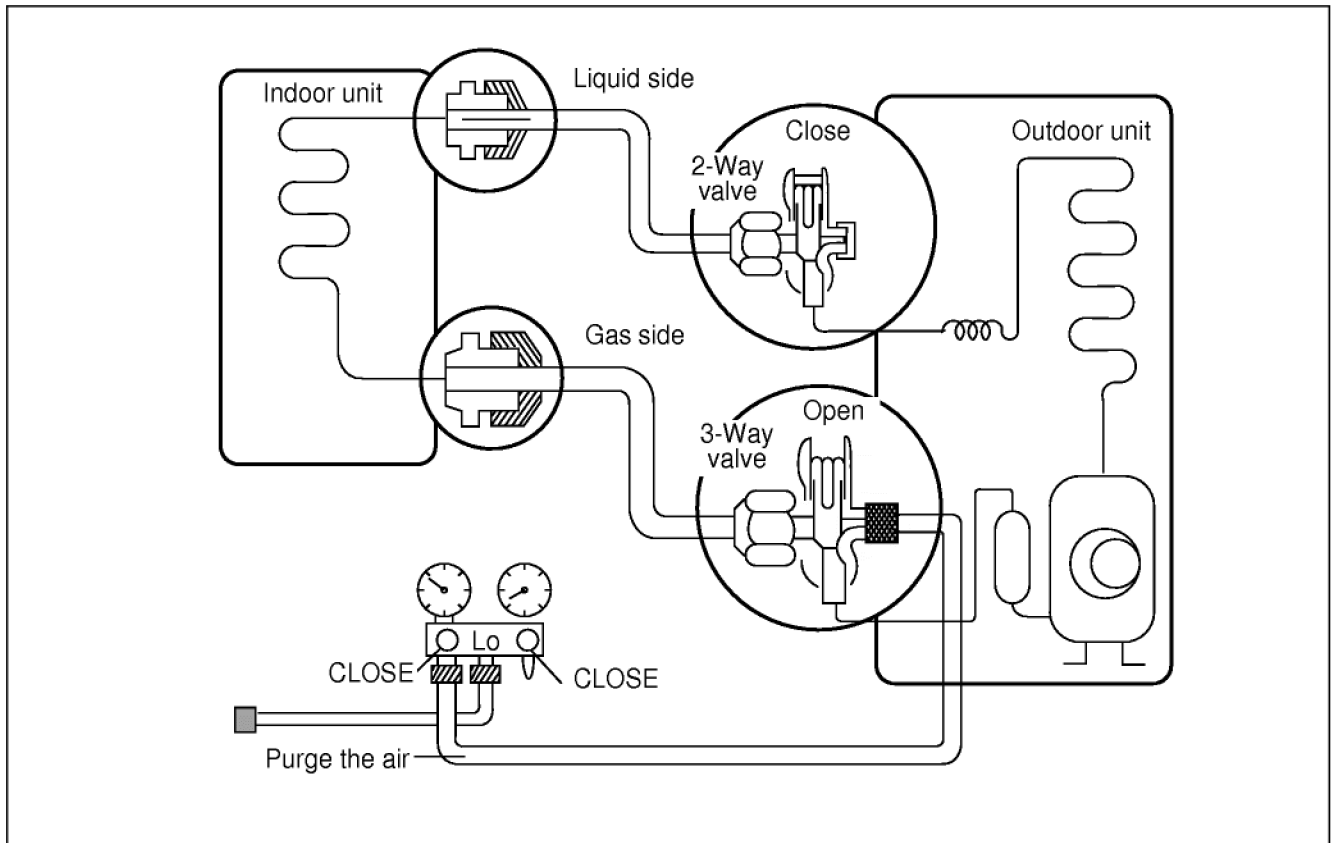 Indoor unit
Liquid side
Close
Outdoor unit
2-Way
valve
Gas side
Open
3-Way
valve
Lo
CLOSE
CLOSE
Purge the air